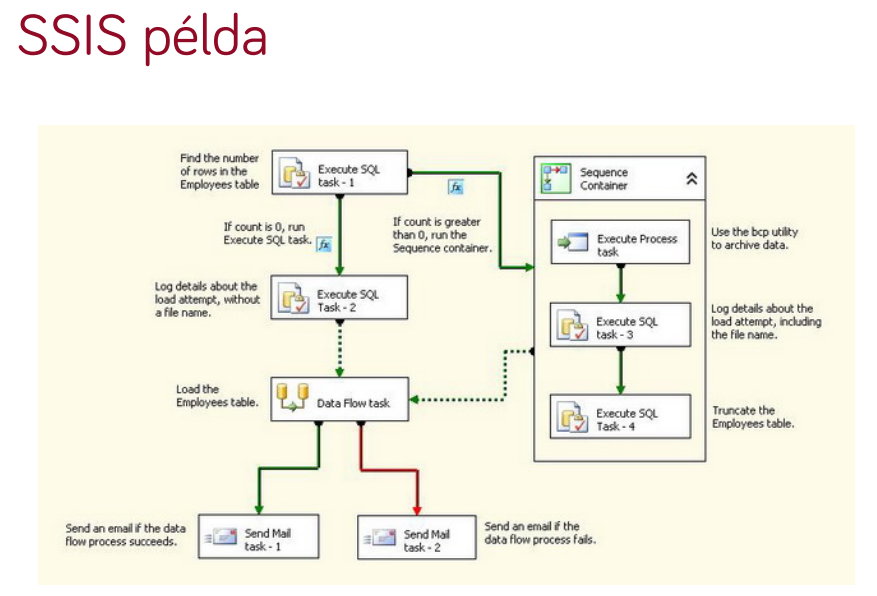 SSIS példa
Find the number
of rows in the
Employees table
Execute SQL
task - 1
fx
If count is 0, run
Execute SQL task.
fx
If count is greater
than 0, run the
Sequence container.
Sequence
Container
Execute Process
task
Use the bcp utility
to archive data.
Log details about the
load attempt, without
a file name.
Execute SQL
Task - 2
Execute SQL
task - 3
Log details about the
load attempt, including
the file name.
Load the
Employees table.
Data Flow task
Execute SQL
Task - 4
Truncate the
Employees table.
Send an email if the data
flow process succeeds.
Send Mail
task - 1
Send Mail
task - 2
Send an email if the
data flow process fails.